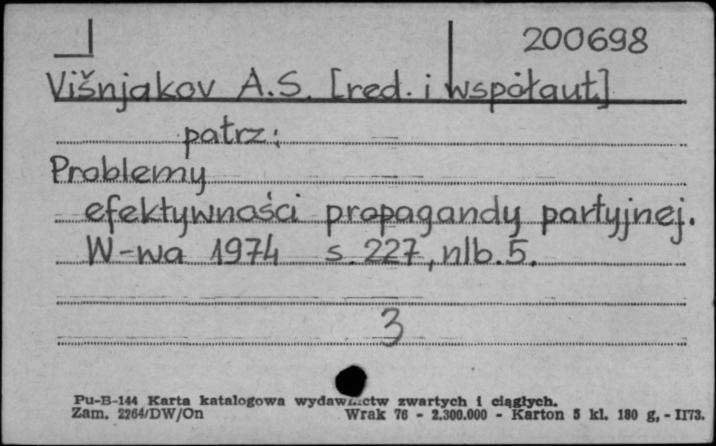 200698
Višnjakov A.S. [red. i współaut]
patrz:
Problemy
efektywności propagandy partyjnej.
W-wa 1974 s. 227, nlb. 5.
3
Pu-B-144 Karta katalogowa wydawnictw zwartych i ciągłych.
Zam. 2264/DW/On Wrak 76 - 2.300.000 - Karton 5 kl. 180 g, - II73.